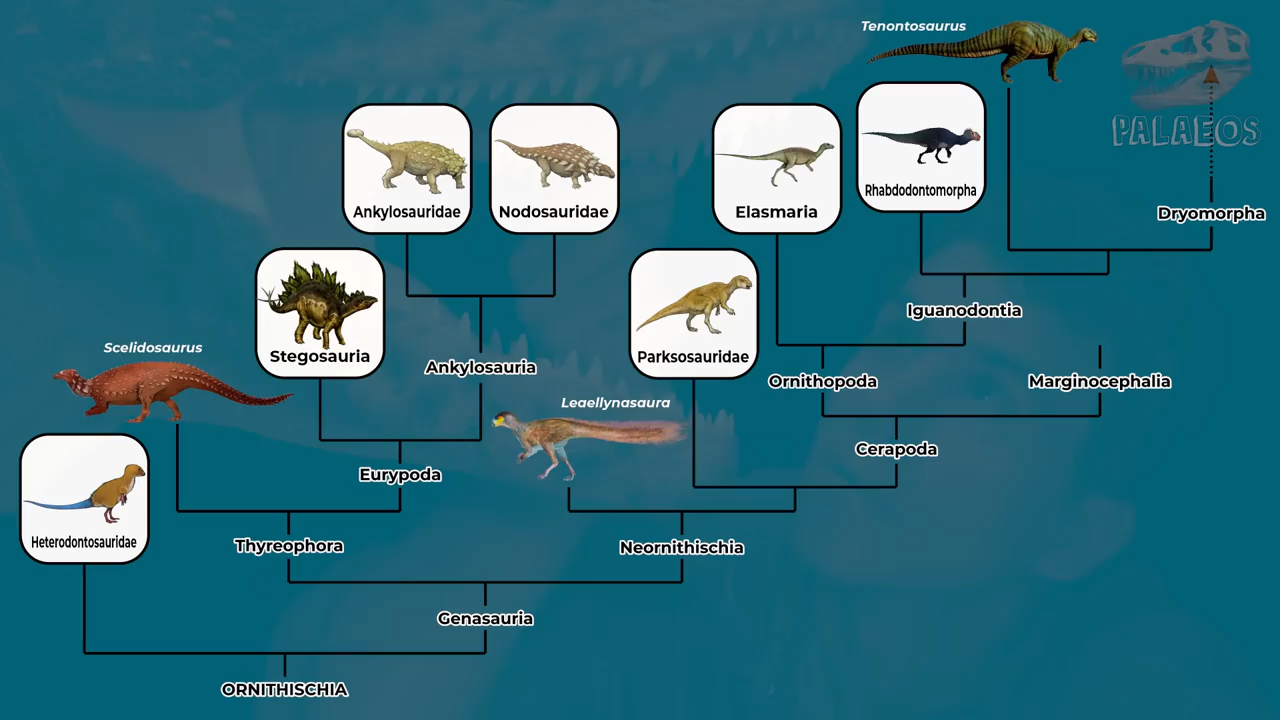 Tenontosaurus
PALAEOS
Ankylosauridae
Nodosauridae
Elasmaria
Rhabdodontomorpha
Dryomorpha
Iguanodontia
Scelidosaurus
Stegosauria
Ankylosauria
Parksosauridae
Ornithopoda
Marginocephalia
Leaellynasaura
Cerapoda
Eurypoda
Heterodontosauridae
Thyreophora
Neornithischia
Genasauria
ORNITHISCHIA